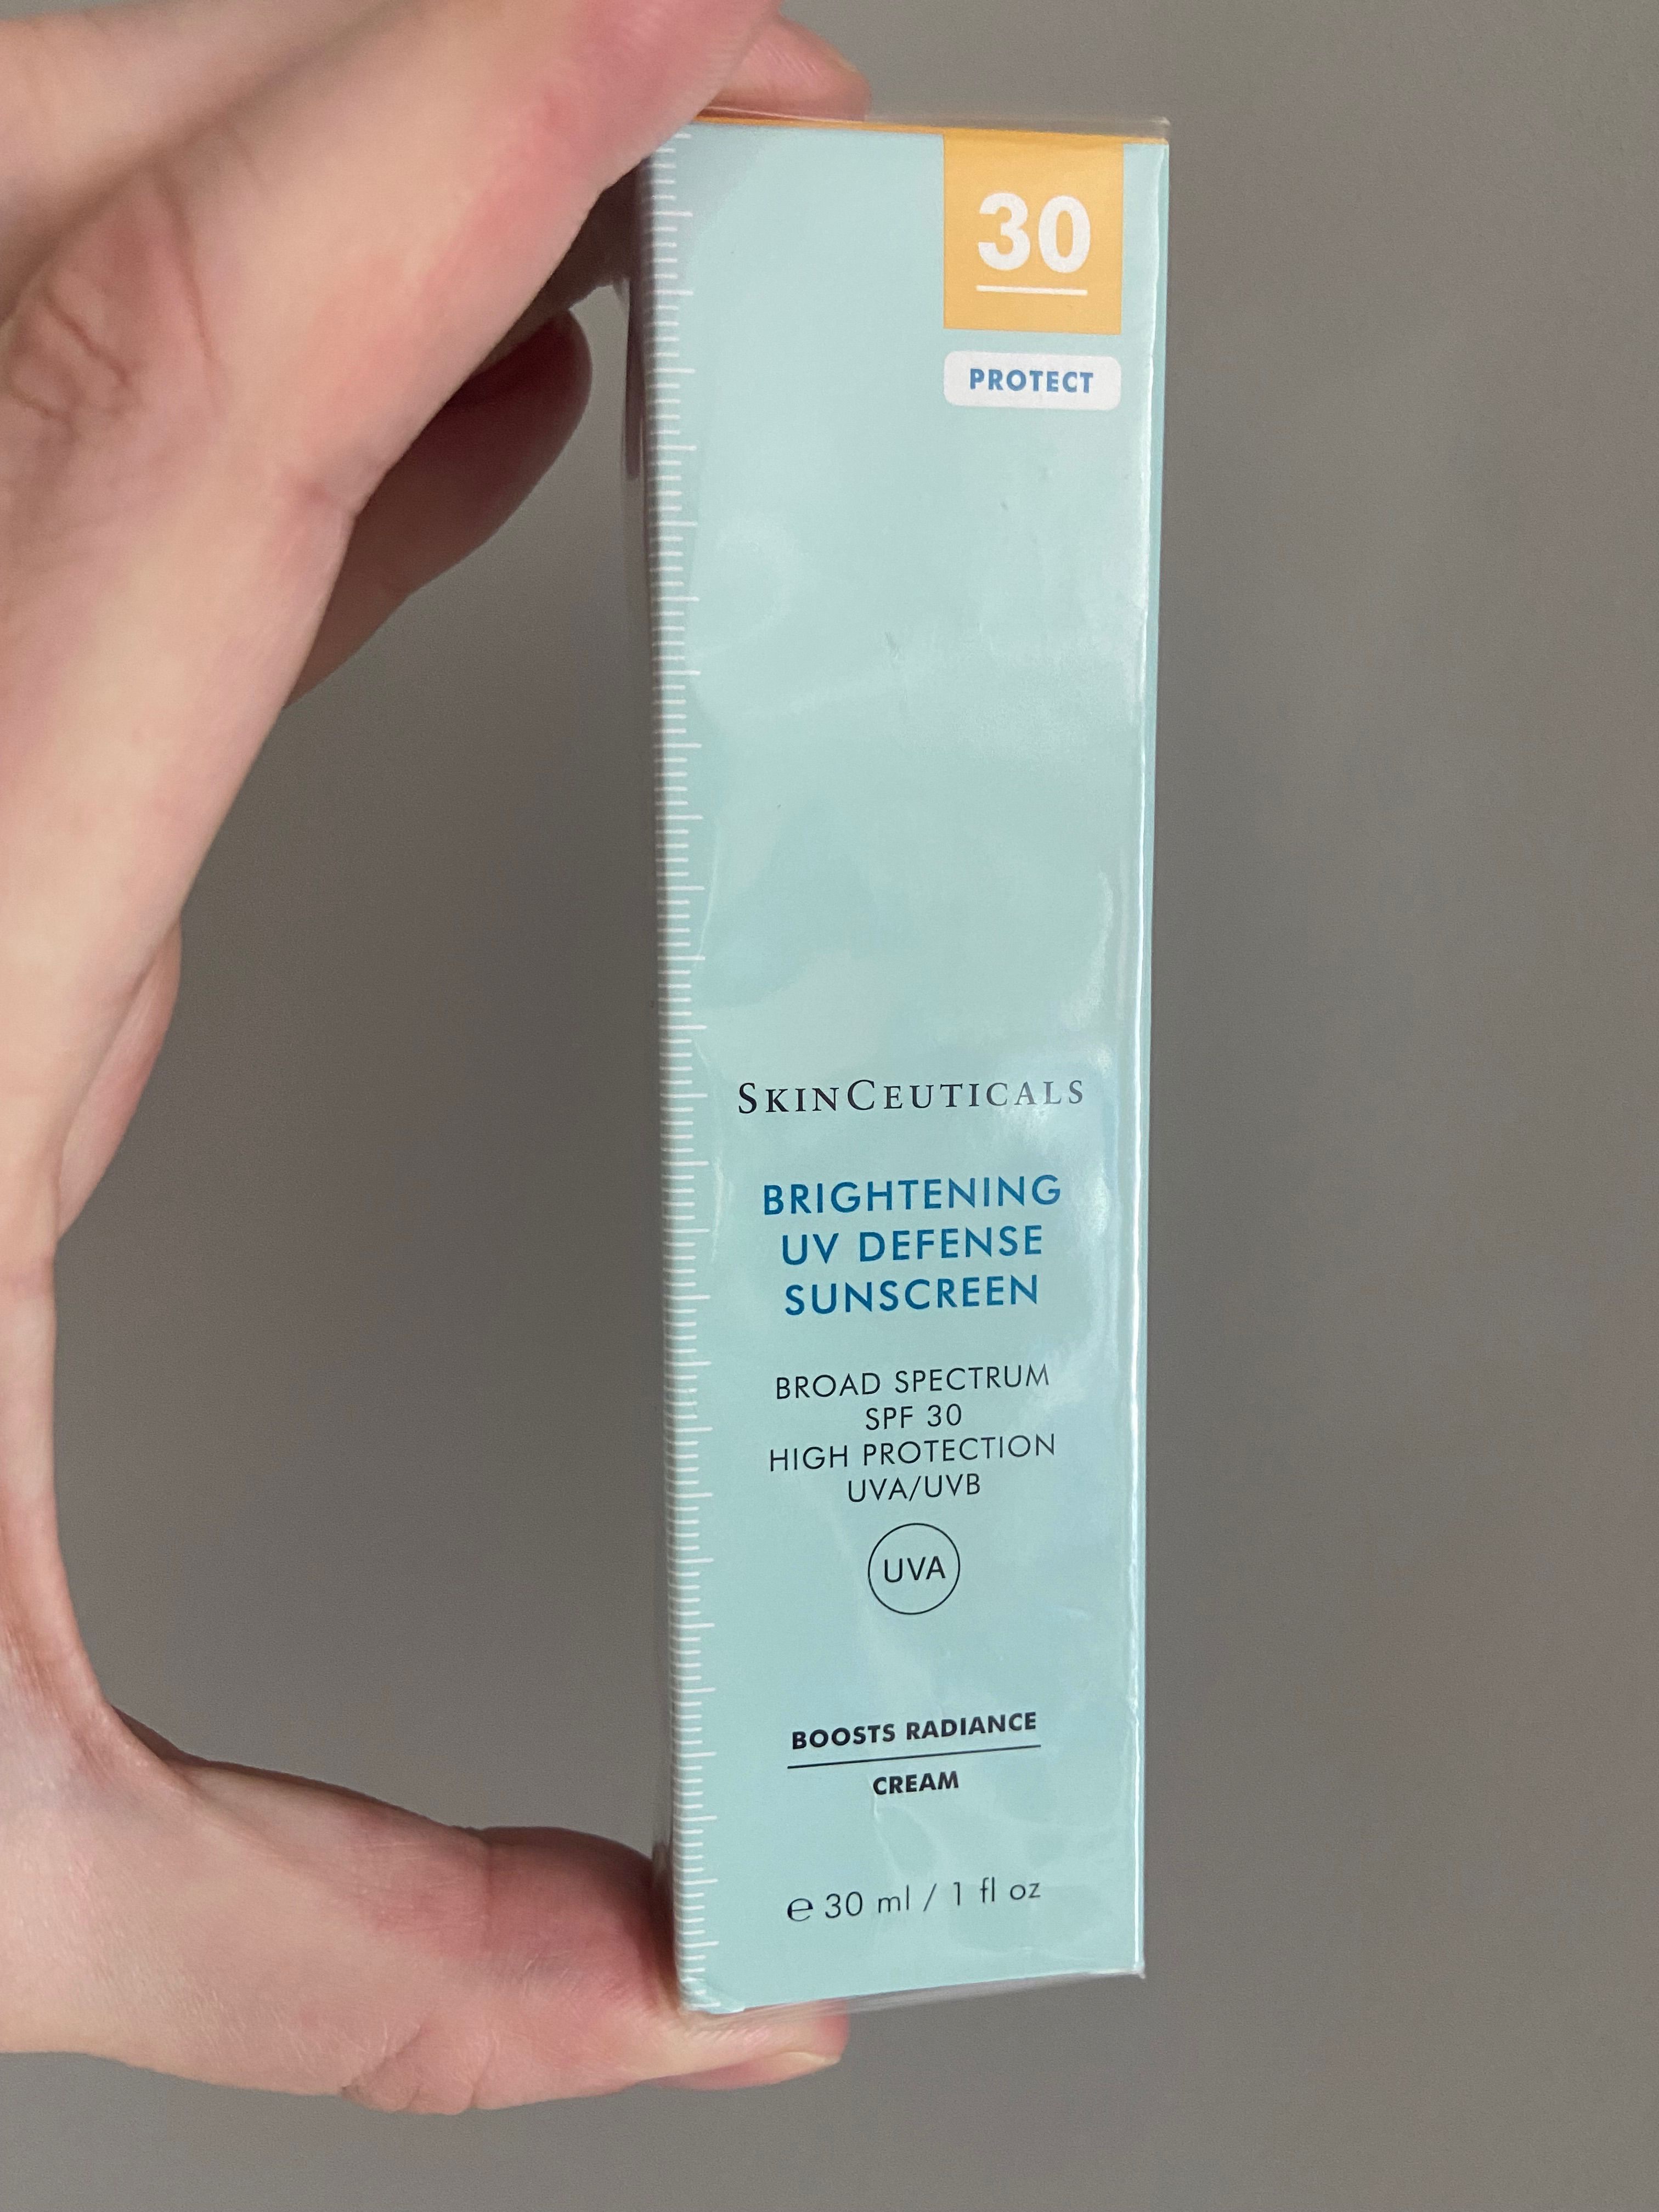 30
PROTECT
SKINCEUTICALS
BRIGHTENING
UV DEFENSE
SUNSCREEN
BROAD SPECTRUM
SPF 30
HIGH PROTECTION
UVA/UVB
UVA
BOOSTS RADIANCE
CREAM
℮ 30 ml / 1 fl oz